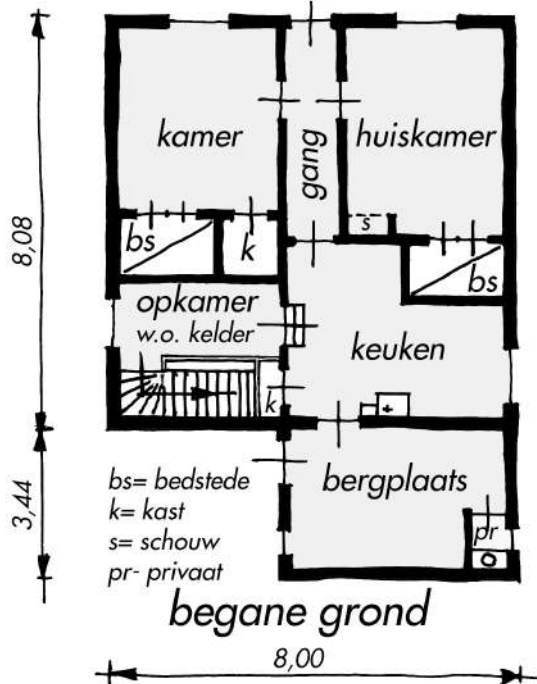 kamer
gang
huiskamer
s
bs
k
bs
8,08
opkamer
w.o. kelder
keuken
k
bergplaats
pr
3,44
bs= bedstede
k= kast
s= schouw
pr- privaat
begane grond
8,00